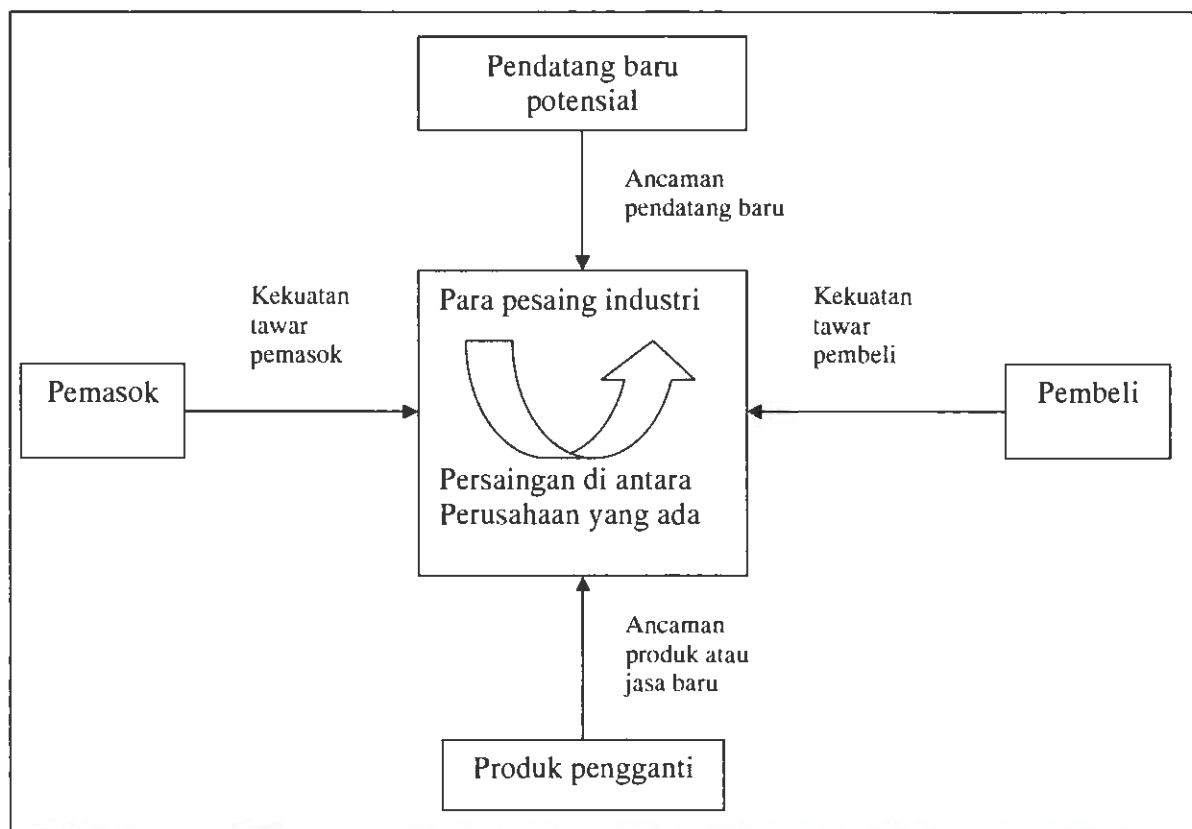 Pendatang baru
potensial
Ancaman
pendatang baru
Kekuatan
tawar
pemasok
Pemasok
Para pesaing industri
Persaingan di antara
Perusahaan yang ada
Kekuatan
tawar
pembeli
Pembeli
Ancaman
produk atau
jasa baru
Produk pengganti